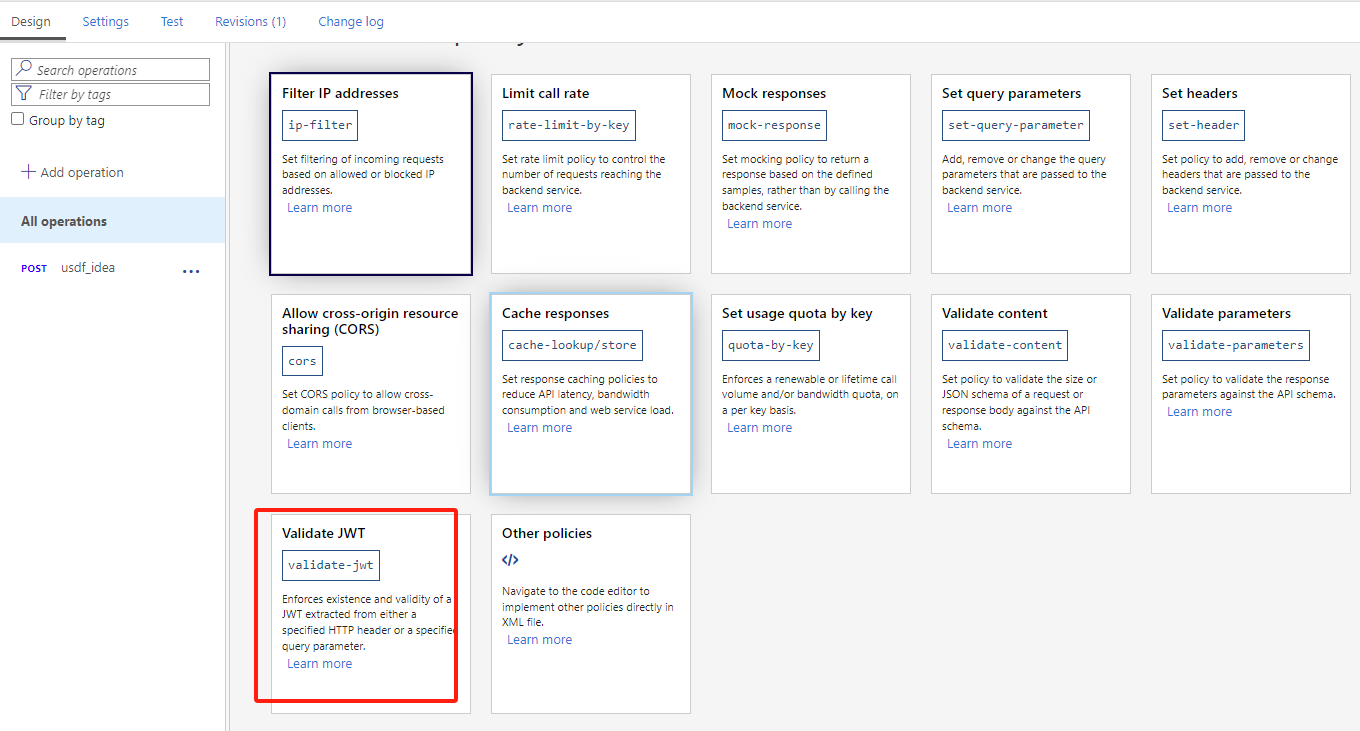 Design
Settings
Test
Revisions (1)
Change log
Search operations
Filter by tags
Group by tag
Add operation
All operations
POST usdf_idea
Filter IP addresses
ip-filter
Set filtering of incoming requests
based on allowed or blocked IP
addresses.
Learn more
Limit call rate
rate-limit-by-key
Set rate limit policy to control the
number of requests reaching the
backend service.
Learn more
Mock responses
mock-response
Set mocking policy to return a
response based on the defined
samples, rather than by calling the
backend service.
Learn more
Set query parameters
set-query-parameter
Add, remove or change the query
parameters that are passed to the
backend service.
Learn more
Set headers
set-header
Set policy to add, remove or change
headers that are passed to the
backend service.
Learn more
Allow cross-origin resource
sharing (CORS)
cors
Set CORS policy to allow cross-
domain calls from browser-based
clients.
Learn more
Cache responses
cache-lookup/store
Set response caching policies to
reduce API latency, bandwidth
consumption and web service load.
Learn more
Set usage quota by key
quota-by-key
Enforces a renewable or lifetime call
volume and/or bandwidth quota, on
a per key basis.
Learn more
Validate content
validate-content
Set policy to validate the size or
JSON schema of a request or
response body against the API
schema.
Learn more
Validate parameters
validate-parameters
Set policy to validate the response
parameters against the API schema.
Learn more
Validate JWT
validate-jwt
Enforces existence and validity of a
JWT extracted from either a
specified HTTP header or a specified
query parameter.
Learn more
Other policies
</>
Navigate to the code editor to
implement other policies directly in
XML file.
Learn more